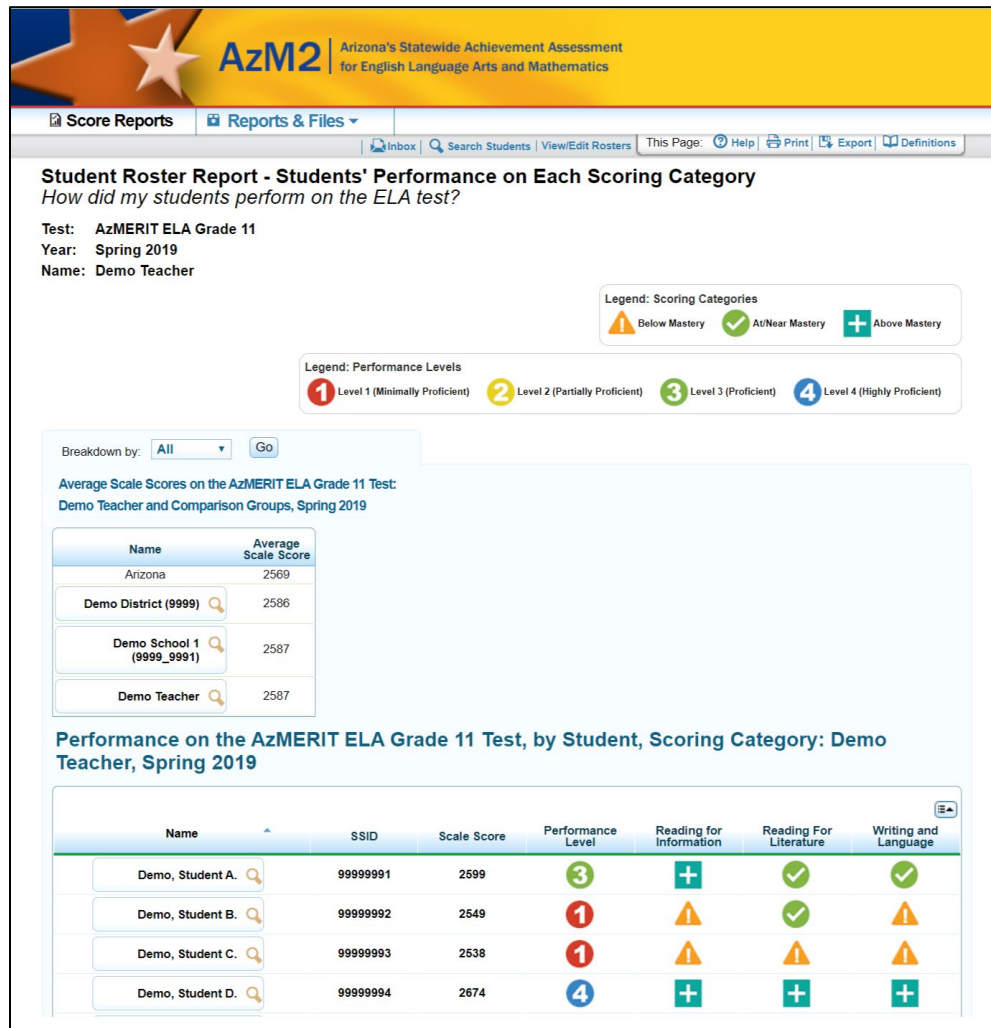 AzM2
Arizona's Statewide Achievement Assessment
for English Language Arts and Mathematics
Score Reports
Reports & Files
Inbox | Search Students | View/Edit Rosters
This Page: Help | Print | Export | Definitions
Student Roster Report - Students' Performance on Each Scoring Category
How did my students perform on the ELA test?
Test: AzMERIT ELA Grade 11
Year: Spring 2019
Name: Demo Teacher
Legend: Scoring Categories
Below Mastery At/Near Mastery Above Mastery
Legend: Performance Levels
1 Level 1 (Minimally Proficient) 2 Level 2 (Partially Proficient) 3 Level 3 (Proficient) 4 Level 4 (Highly Proficient)
Breakdown by: All Go
Average Scale Scores on the AzMERIT ELA Grade 11 Test:
Demo Teacher and Comparison Groups, Spring 2019
Name Average Scale Score
Arizona 2569
Demo District (9999) 2586
Demo School 1 (9999_9991) 2587
Demo Teacher 2587
Performance on the AzMERIT ELA Grade 11 Test, by Student, Scoring Category: Demo
Teacher, Spring 2019
Name SSID Scale Score Performance Level Reading for Information Reading For Literature Writing and Language
Demo, Student A. 99999991 2599 3
Demo, Student B. 99999992 2549 1
Demo, Student C. 99999993 2538 1
Demo, Student D. 99999994 2674 4